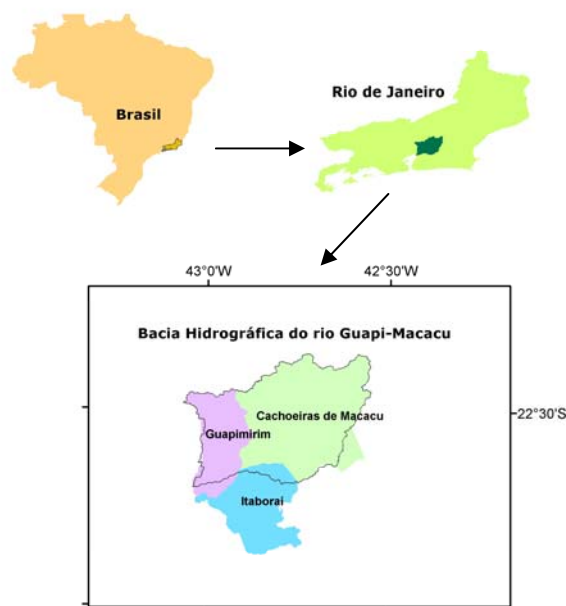 Brasil
Rio de Janeiro
43°0'W
42°30'W
Bacia Hidrográfica do rio Guapi-Macacu
Cachoeiras de Macacu
22°30'S
Guapimirim
Itaboraí